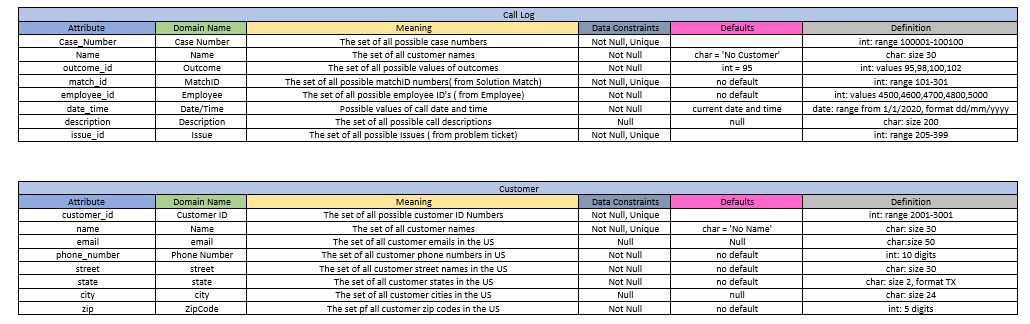 Call Log
Attribute Domain Name Meaning Data Constraints Defaults Definition
Case_Number Case Number The set of all possible case numbers Not Null, Unique int: range 100001-100100
Name Name The set of all customer names Not Null char = 'No Customer' char: size 30
outcome_id Outcome The set of all possible values of outcomes Not Null int = 95 int: values 95,98,100,102
match_id MatchID The set of all possible matchID numbers( from Solution Match) Not Null, Unique no default int: range 101-301
employee_id Employee The set of all possible employee ID's ( from Employee) Not Null no default int: values 4500,4600,4700,4800,5000
date_time Date/Time Possible values of call date and time Not Null current date and time date: range from 1/1/2020, format dd/mm/yyyy
description Description The set of all possible call descriptions Null null char: size 200
issue_id Issue The set of all possible Issues ( from problem ticket) Not Null, Unique int: range 205-399
Customer
Attribute Domain Name Meaning Data Constraints Defaults Definition
customer_id Customer ID The set of all possible customer ID Numbers Not Null, Unique int: range 2001-3001
name Name The set of all customer names Not Null, Unique char = 'No Name' char: size 30
email email The set of all customer emails in the US Null Null char:size 50
phone_number Phone Number The set of all customer phone numbers in US Not Null no default int: 10 digits
street street The set of all customer street names in the US Not Null no default char: size 30
state state The set of all customer states in the US Not Null no default char: size 2, format TX
city city The set of all customer cities in the US Null null char: size 24
zip ZipCode The set pf all customer zip codes in the US Not Null no default int: 5 digits